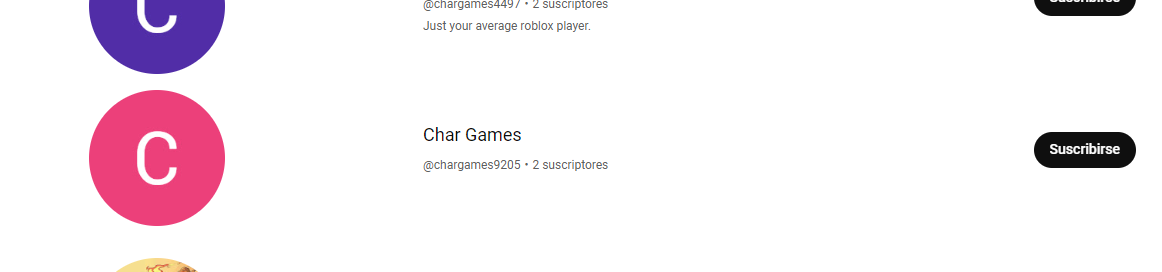 C
@chargames4497 • 2 suscriptores
Suscribirse
Just your average roblox player.
C
Char Games
@chargames9205 • 2 suscriptores
Suscribirse